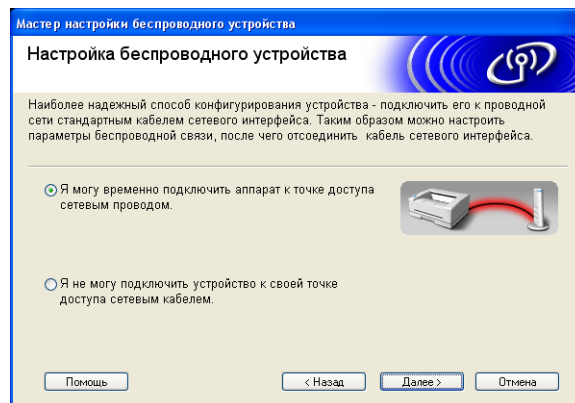 Мастер настройки беспроводного устройства
Настройка беспроводного устройства
Наиболее надежный способ конфигурирования устройства - подключить его к проводной
сети стандартным кабелем сетевого интерфейса. Таким образом можно настроить
параметры беспроводной связи, после чего отсоединить кабель сетевого интерфейса.
Я могу временно подключить аппарат к точке доступа
сетевым проводом.
Я не могу подключить устройство к своей точке
доступа сетевым кабелем.
Помощь
< Назад
Далее >
Отмена